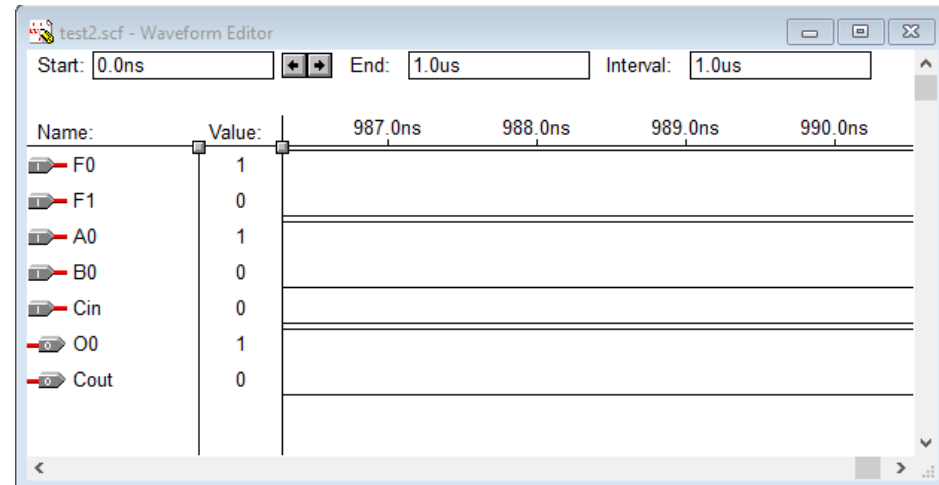 test2.scf - Waveform Editor
Start: 0.0ns End: 1.0us Interval: 1.0us
Name: Value: 987.0ns 988.0ns 989.0ns 990.0ns
I F0 1
I F1 0
I A0 1
I B0 0
I Cin 0
O O0 1
O Cout 0